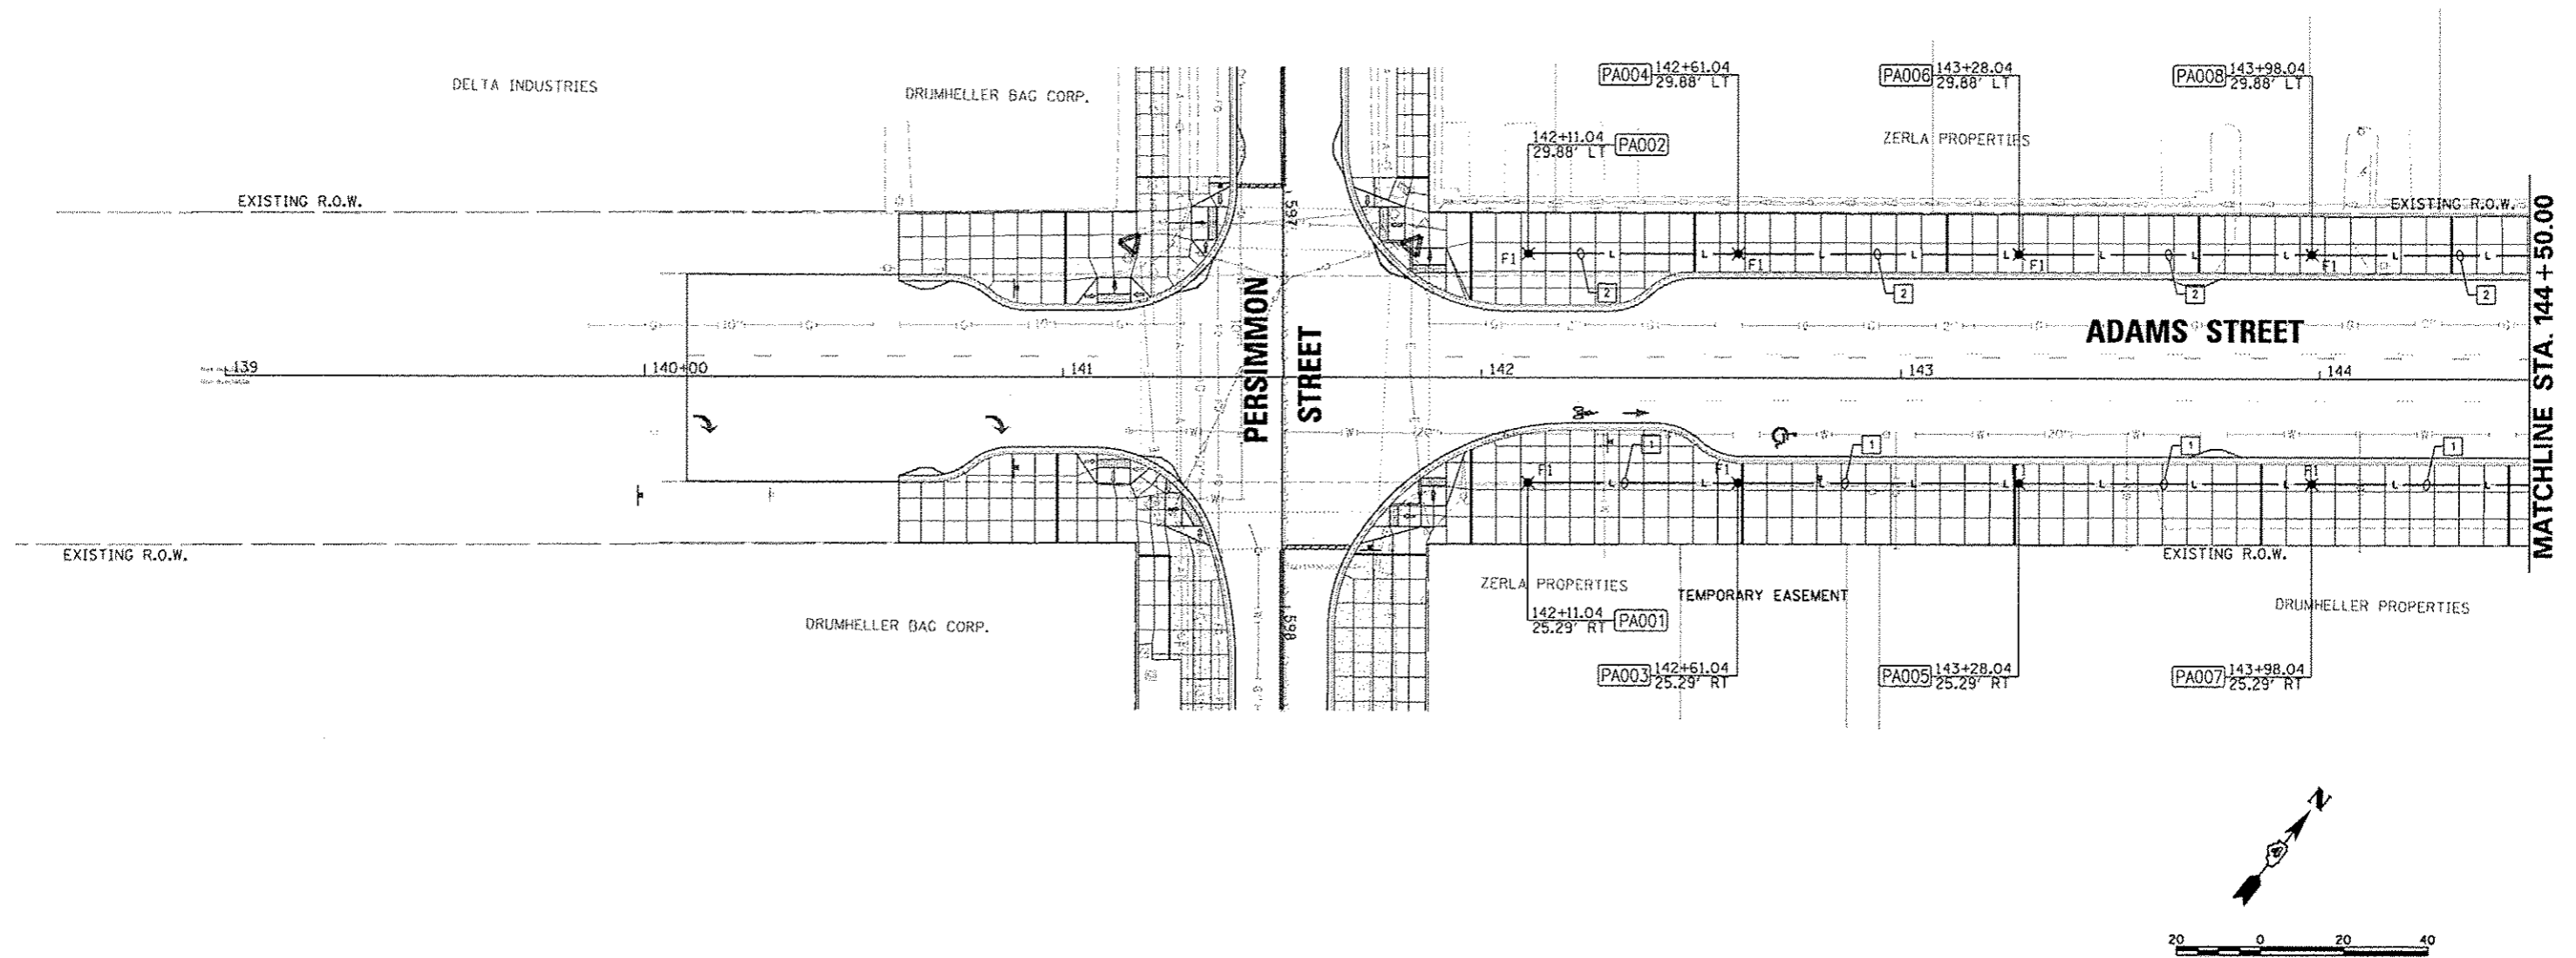 DELTA INDUSTRIES
DRUMHELLER BAG CORP.
PA004 142+61.04
29.88' LT
PA006 143+28.04
29.88' LT
PA008 143+98.04
29.88' LT
142+11.04 PA002
29.88' LT
ZERLA PROPERTIES
EXISTING R.O.W.
EXISTING R.O.W.
597
F1
F1
F1
F1
L L L L L L L L L
2
2
2
2
PERSIMMON
STREET
ADAMS STREET
MATCHLINE STA. 144+50.00
139
140+00
141
142
143
144
1
1
1
1
F1
F1
L L L L L L L
EXISTING R.O.W.
EXISTING R.O.W.
ZERLA PROPERTIES
TEMPORARY EASEMENT
DRUMHELLER PROPERTIES
DRUMHELLER BAG CORP.
598
142+11.04 PA001
25.29' RT
PA003 142+61.04
25.29' RT
PA005 143+28.04
25.29' RT
PA007 143+98.04
25.29' RT
N
20 0 20 40